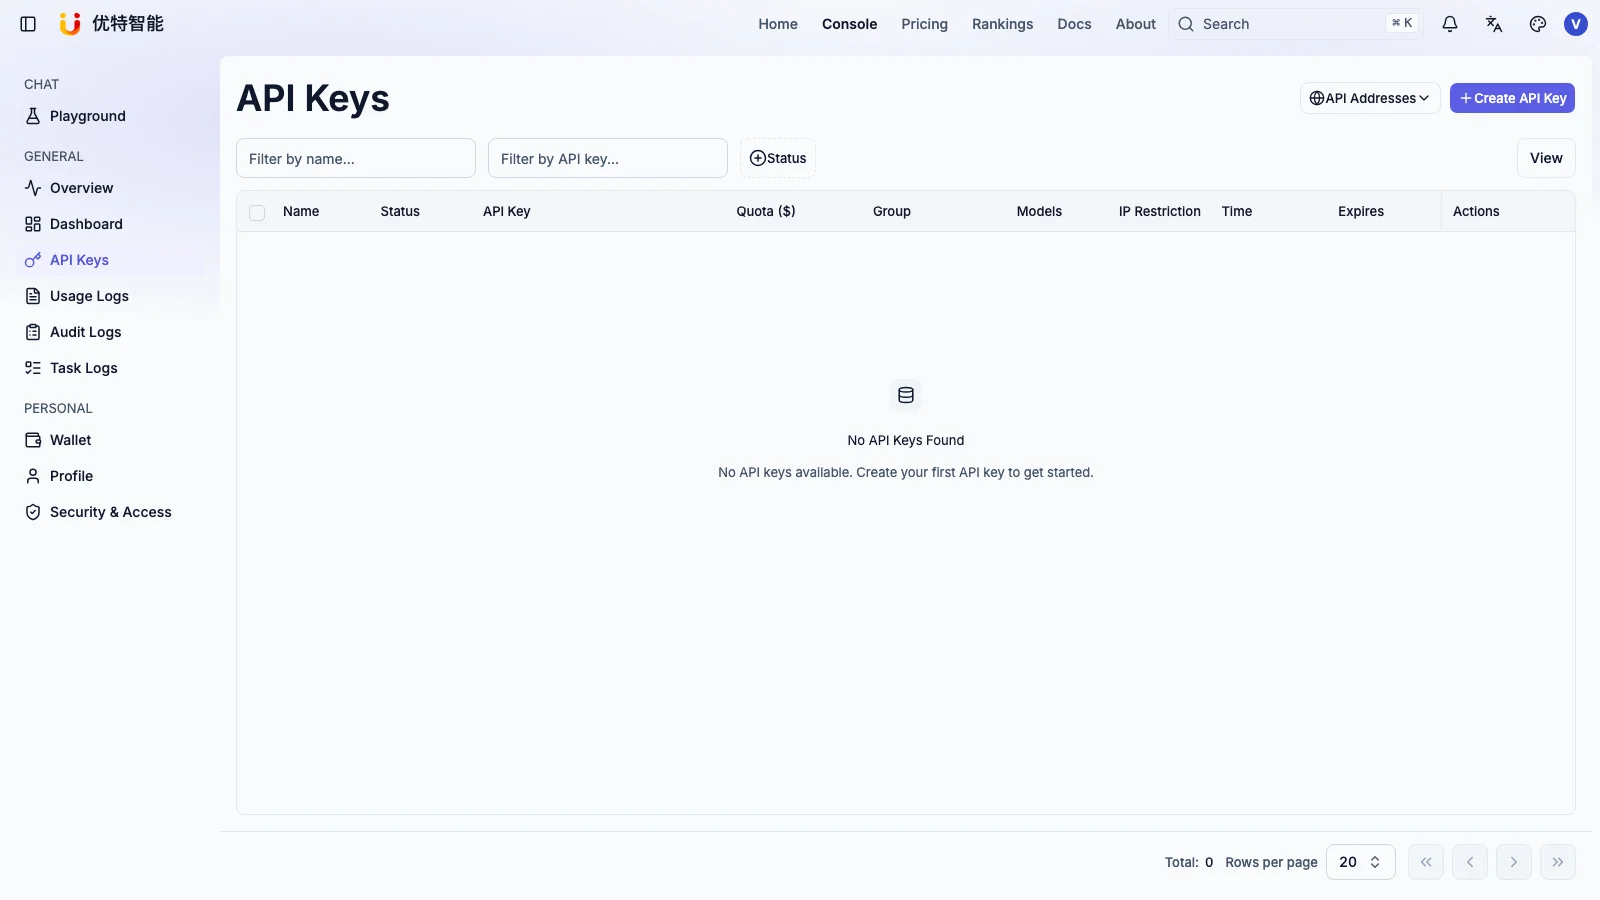 优特智能
Home Console Pricing Rankings Docs About Search ⌘ K V
CHAT
Playground
GENERAL
Overview
Dashboard
API Keys
Usage Logs
Audit Logs
Task Logs
PERSONAL
Wallet
Profile
Security & Access
API Keys
API Addresses
Create API Key
Filter by name...
Filter by API key...
Status
View
Name Status API Key Quota ($) Group Models IP Restriction Time Expires Actions
No API Keys Found
No API keys available. Create your first API key to get started.
Total: 0 Rows per page 20